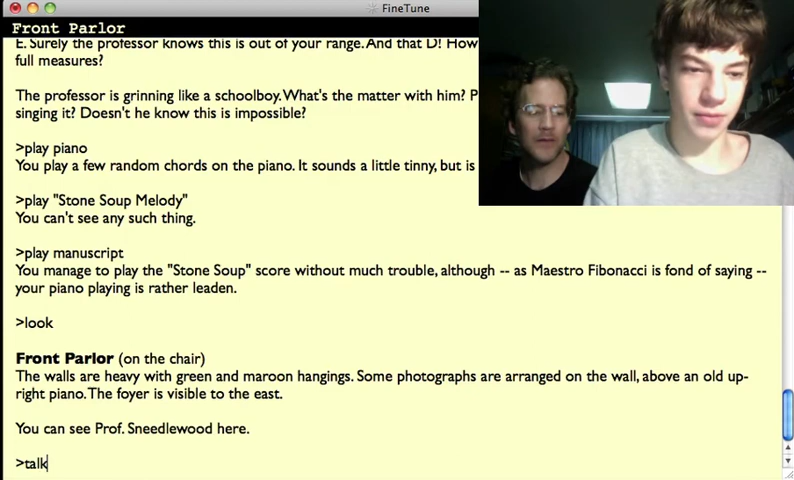 FineTune
Front Parlor
E. Surely the professor knows this is out of your range. And that D! How
full measures?
The professor is grinning like a schoolboy. What's the matter with him? P
singing it? Doesn't he know this is impossible?
>play piano
You play a few random chords on the piano. It sounds a little tinny, but is
>play "Stone Soup Melody"
You can't see any such thing.
>play manuscript
You manage to play the "Stone Soup" score without much trouble, although -- as Maestro Fibonacci is fond of saying --
your piano playing is rather leaden.
>look
Front Parlor (on the chair)
The walls are heavy with green and maroon hangings. Some photographs are arranged on the wall, above an old up-
right piano. The foyer is visible to the east.
You can see Prof. Sneedlewood here.
>talk